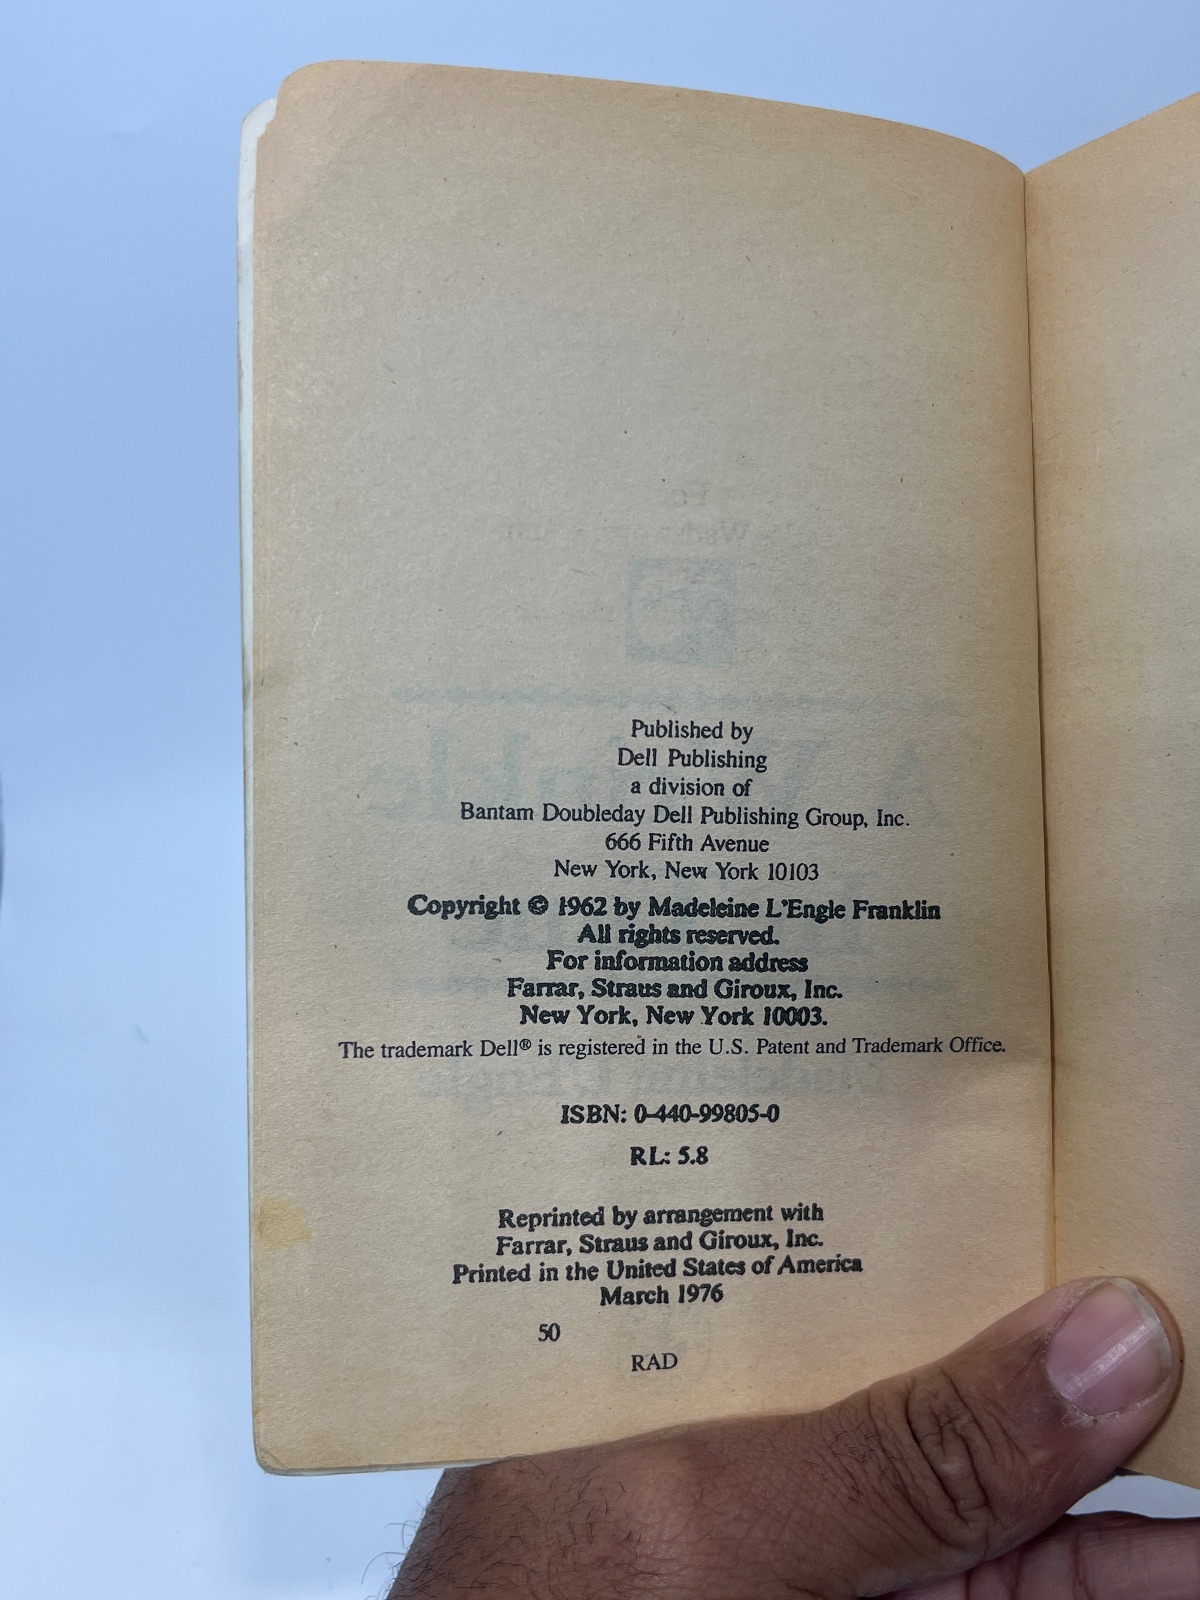 Published by
Dell Publishing
a division of
Bantam Doubleday Dell Publishing Group, Inc.
666 Fifth Avenue
New York, New York 10103
Copyright © 1962 by Madeleine L'Engle Franklin
All rights reserved.
For information address
Farrar, Straus and Giroux, Inc.
New York, New York 10003.
The trademark Dell® is registered in the U.S. Patent and Trademark Office.
ISBN: 0-440-99805-0
RL: 5.8
Reprinted by arrangement with
Farrar, Straus and Giroux, Inc.
Printed in the United States of America
March 1976
50
RAD